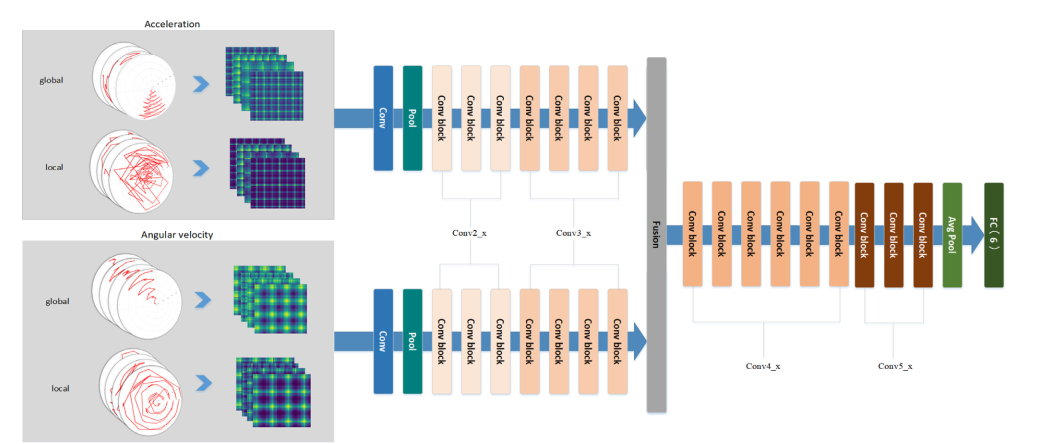 Acceleration
global
local
Conv
Pool
Conv block
Conv block
Conv block
Conv block
Conv block
Conv block
Conv block
Conv2_x
Conv3_x
Angular velocity
global
local
Conv
Pool
Conv block
Conv block
Conv block
Conv block
Conv block
Conv block
Conv block
Fusion
Conv block
Conv block
Conv block
Conv block
Conv block
Conv block
Conv block
Conv block
Conv block
Avg Pool
FC（6）
Conv4_x
Conv5_x